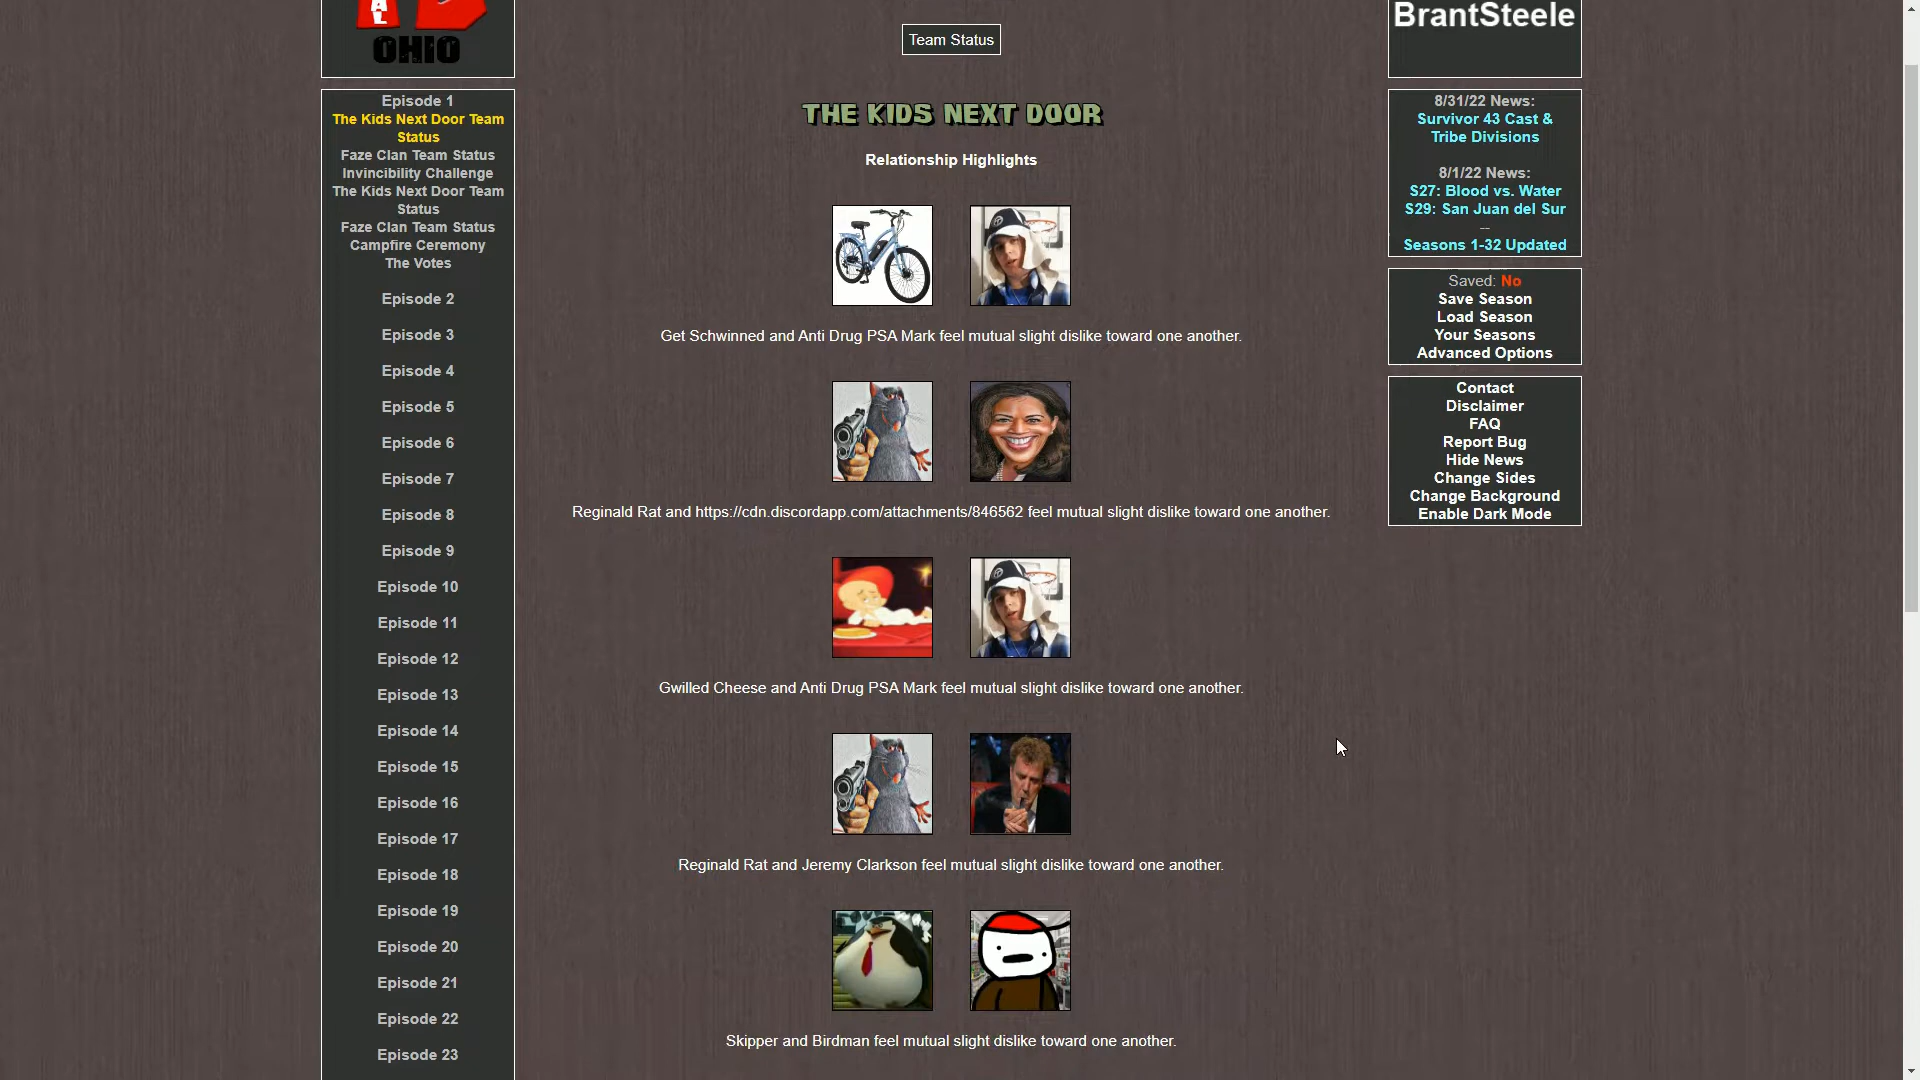 AL
OHIO
Episode 1
The Kids Next Door Team
Status
Faze Clan Team Status
Invincibility Challenge
The Kids Next Door Team
Status
Faze Clan Team Status
Campfire Ceremony
The Votes
Episode 2
Episode 3
Episode 4
Episode 5
Episode 6
Episode 7
Episode 8
Episode 9
Episode 10
Episode 11
Episode 12
Episode 13
Episode 14
Episode 15
Episode 16
Episode 17
Episode 18
Episode 19
Episode 20
Episode 21
Episode 22
Episode 23
Team Status
THE KIDS NEXT DOOR
Relationship Highlights
Get Schwinned and Anti Drug PSA Mark feel mutual slight dislike toward one another.
Reginald Rat and https://cdn.discordapp.com/attachments/846562 feel mutual slight dislike toward one another.
Gwilled Cheese and Anti Drug PSA Mark feel mutual slight dislike toward one another.
Reginald Rat and Jeremy Clarkson feel mutual slight dislike toward one another.
Skipper and Birdman feel mutual slight dislike toward one another.
BrantSteele
8/31/22 News:
Survivor 43 Cast &
Tribe Divisions
8/1/22 News:
S27: Blood vs. Water
S29: San Juan del Sur
--
Seasons 1-32 Updated
Saved: No
Save Season
Load Season
Your Seasons
Advanced Options
Contact
Disclaimer
FAQ
Report Bug
Hide News
Change Sides
Change Background
Enable Dark Mode